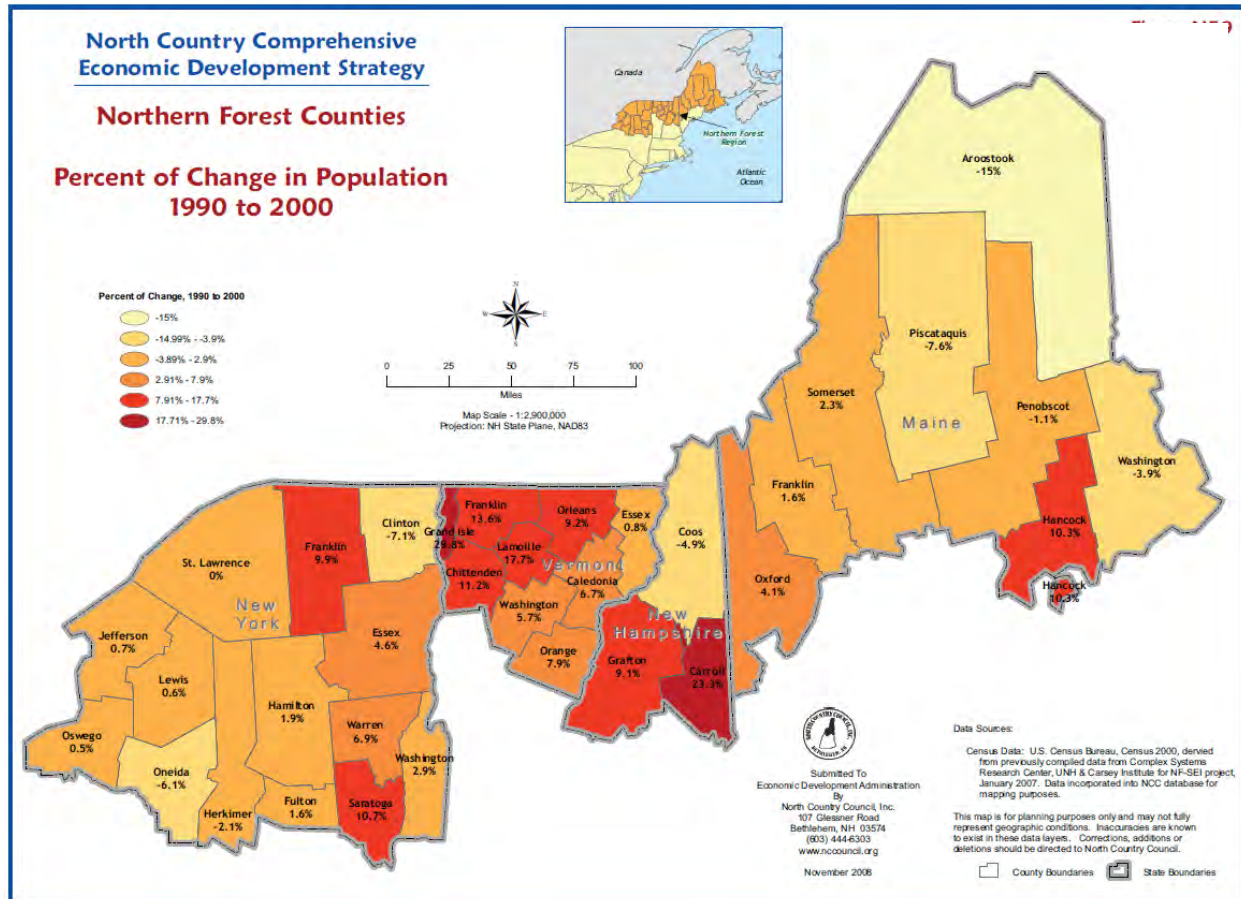 North Country Comprehensive
Economic Development Strategy
Northern Forest Counties
Percent of Change in Population
1990 to 2000
Canada
Northern Forest
Region
Atlantic
Ocean
Percent of Change, 1990 to 2000
-15%
-14.99% - -3.9%
-3.89% - 2.9%
2.91% - 7.9%
7.91% - 17.7%
17.71% - 29.8%
N
W
E
S
0 25 50 75 100
Miles
Map Scale - 1:2,900,000
Projection: NH State Plane, NAD83
Aroostook
-15%
Piscataquis
-7.6%
Somerset
2.3%
Maine
Penobscot
-1.1%
Washington
-3.9%
Franklin
1.6%
Hancock
10.3%
Hancock
10.3%
Oxford
4.1%
Coos
-4.9%
New
Hampshire
Grafton
9.1%
Carroll
23.3%
Franklin
13.6%
Orleans
9.2%
Essex
0.8%
Grand Isle
29.8%
Lamoille
17.7%
Vermont
Chittenden
11.2%
Caledonia
6.7%
Washington
5.7%
Orange
7.9%
Clinton
-7.1%
Franklin
9.9%
St. Lawrence
0%
New
York
Essex
4.6%
Jefferson
0.7%
Lewis
0.6%
Hamilton
1.9%
Warren
6.9%
Washington
2.9%
Oswego
0.5%
Oneida
-6.1%
Herkimer
-2.1%
Fulton
1.6%
Saratoga
10.7%
Submitted To
Economic Development Administration
By
North Country Council, Inc.
107 Glessner Road
Bethlehem, NH 03574
(603) 444-6303
www.nccouncil.org
November 2008
Data Sources:
Census Data: U.S. Census Bureau, Census 2000, dervied
from previously compiled data from Complex Systems
Research Center, UNH & Carsey Institute for NF-SEI project,
January 2007. Data incorporated into NCC database for
mapping purposes.
This map is for planning purposes only and may not fully
represent geographic conditions. Inaccuracies are known
to exist in these data layers. Corrections, additions or
deletions should be directed to North Country Council.
County Boundaries
State Boundaries